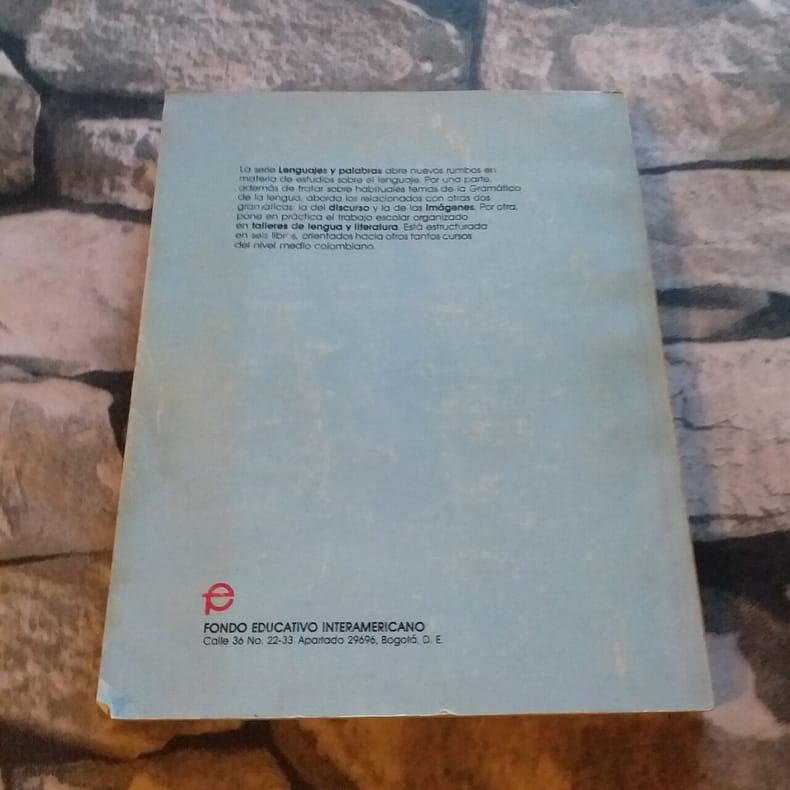 La serie Lenguajes y palabras abre nuevos rumbos en
materia de estudios sobre el lenguaje. Por una parte,
además de tratar sobre habituales temas de la Gramática
de la lengua, aborda los relacionados con otras dos
gramáticas: la del discurso y la de las imágenes. Por otra,
pone en práctica el trabajo escolar organizado
en talleres de lengua y literatura. Está estructurada
en seis libros, orientados hacia otros tantos cursos
del nivel medio colombiano.
FONDO EDUCATIVO INTERAMERICANO
Calle 36 No. 22-33 Apartado 29696, Bogotá, D. E.